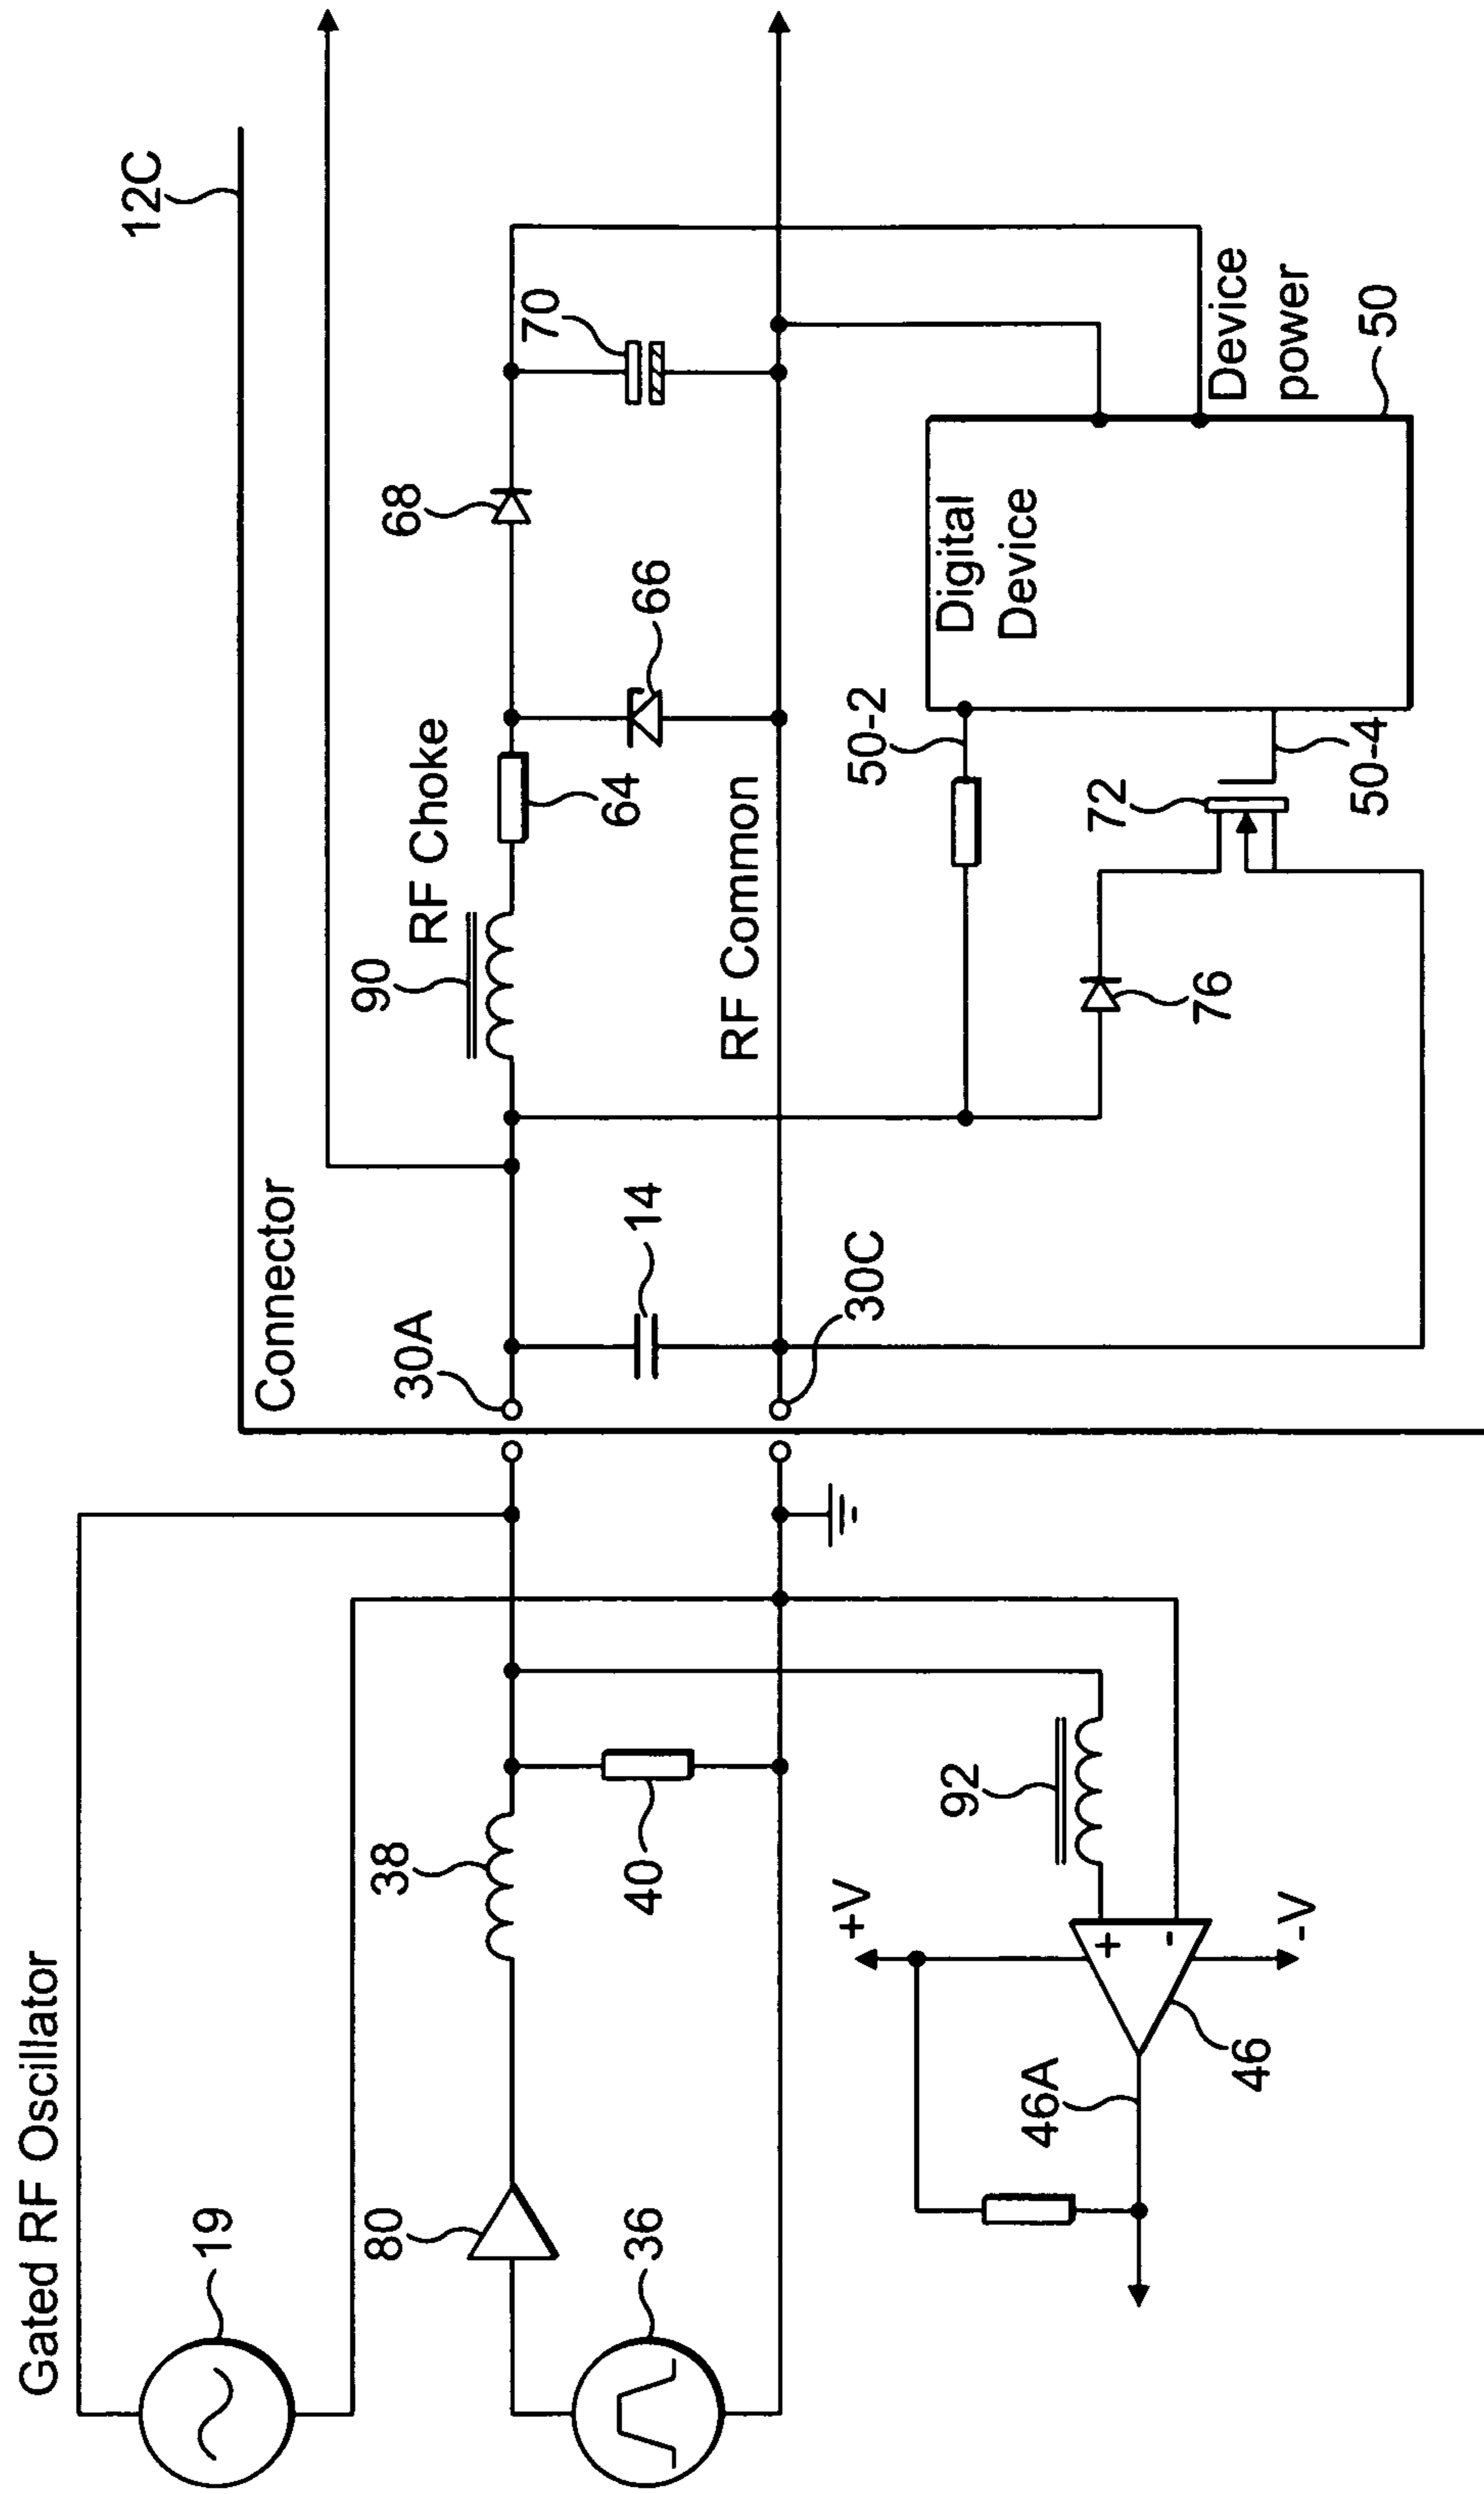 Gated RF Oscillator
19
80
36
38
40
+V
-V
46A
46
92
Connector
12C
30A
14
30C
90
RF Choke
64
66
68
70
RF Common
50-2
72
76
50-4
Digital
Device
Device
power
50
+
-